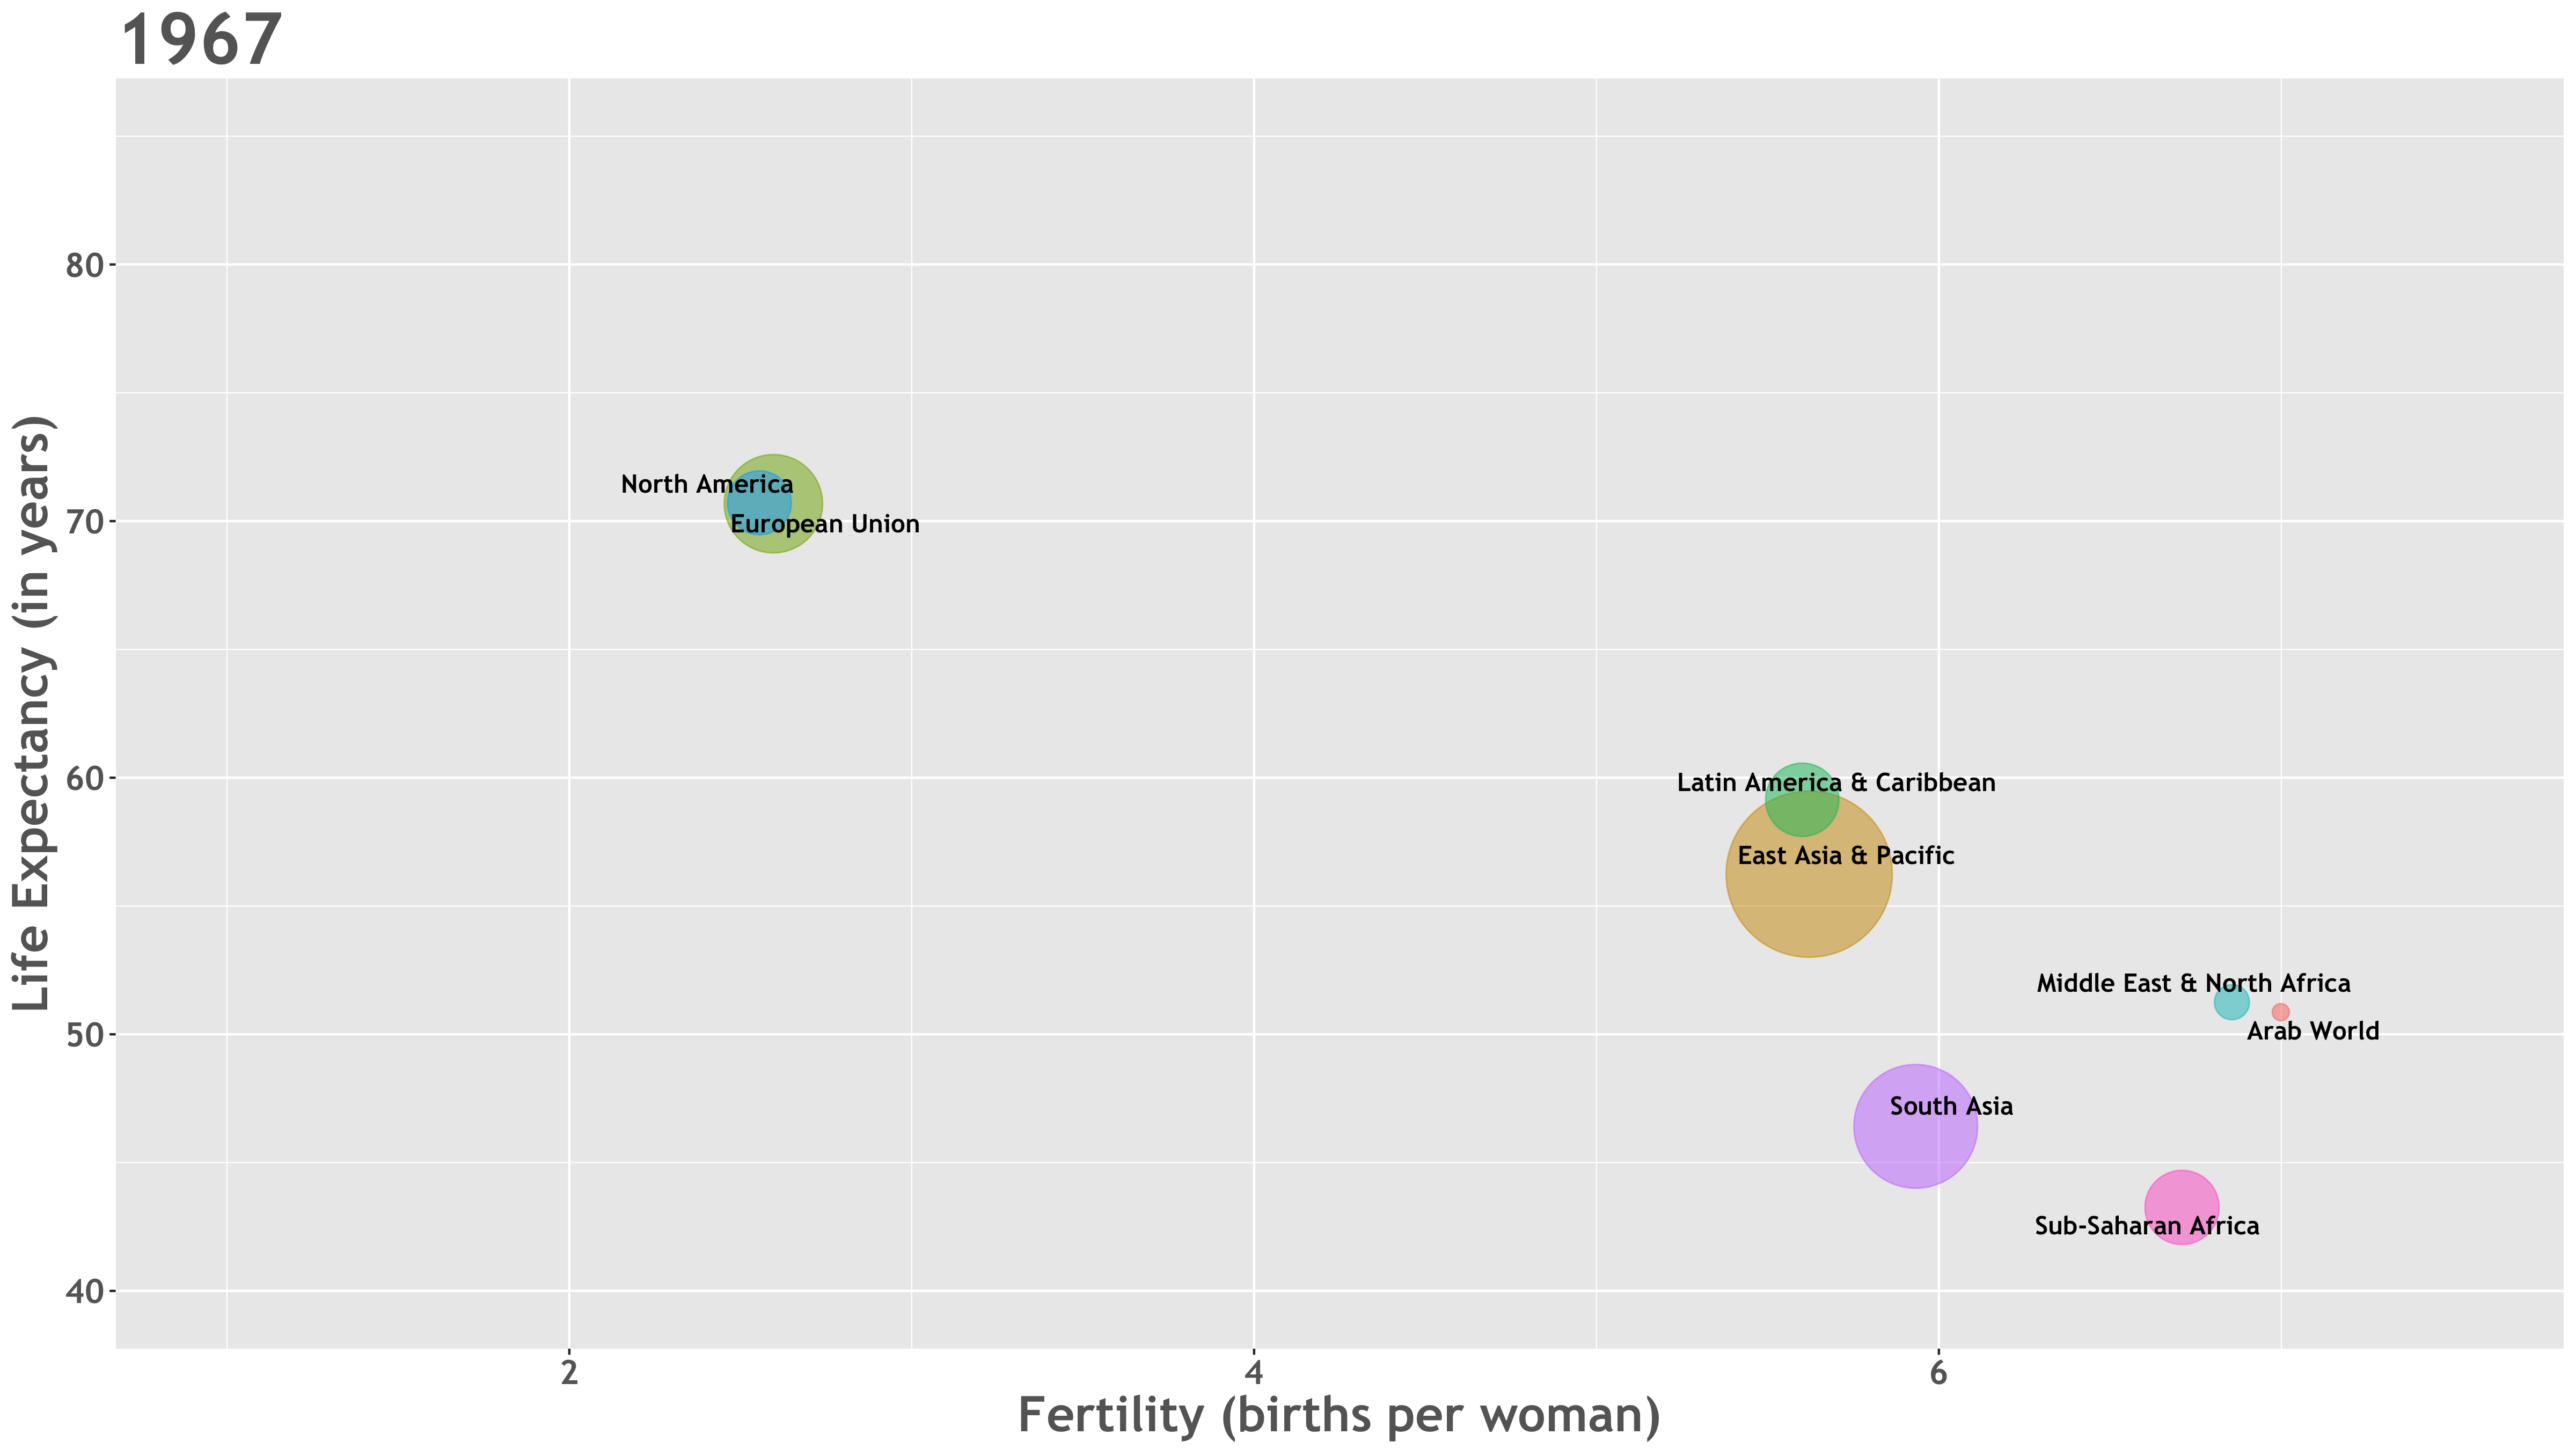 1967
Life Expectancy (in years)
80
70
60
50
40
North America
European Union
Latin America & Caribbean
East Asia & Pacific
Middle East & North Africa
Arab World
South Asia
Sub-Saharan Africa
2
4
6
Fertility (births per woman)